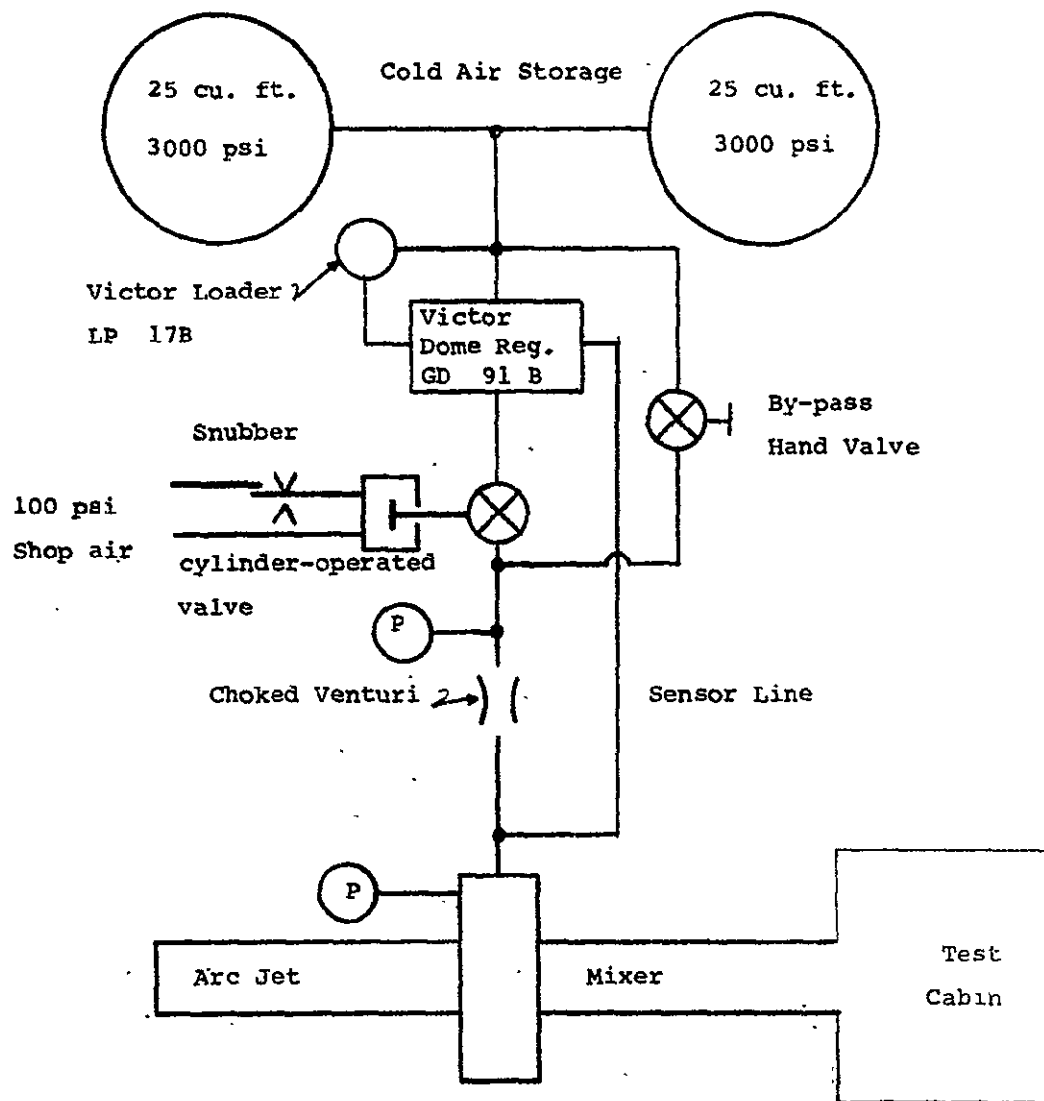 Cold Air Storage
25 cu. ft.
3000 psi
25 cu. ft.
3000 psi
Victor Loader
LP 17B
Victor
Dome Reg.
GD 91 B
By-pass
Hand Valve
Snubber
100 psi
Shop air
cylinder-operated
valve
P
Choked Venturi
Sensor Line
P
Arc Jet
Mixer
Test
Cabin